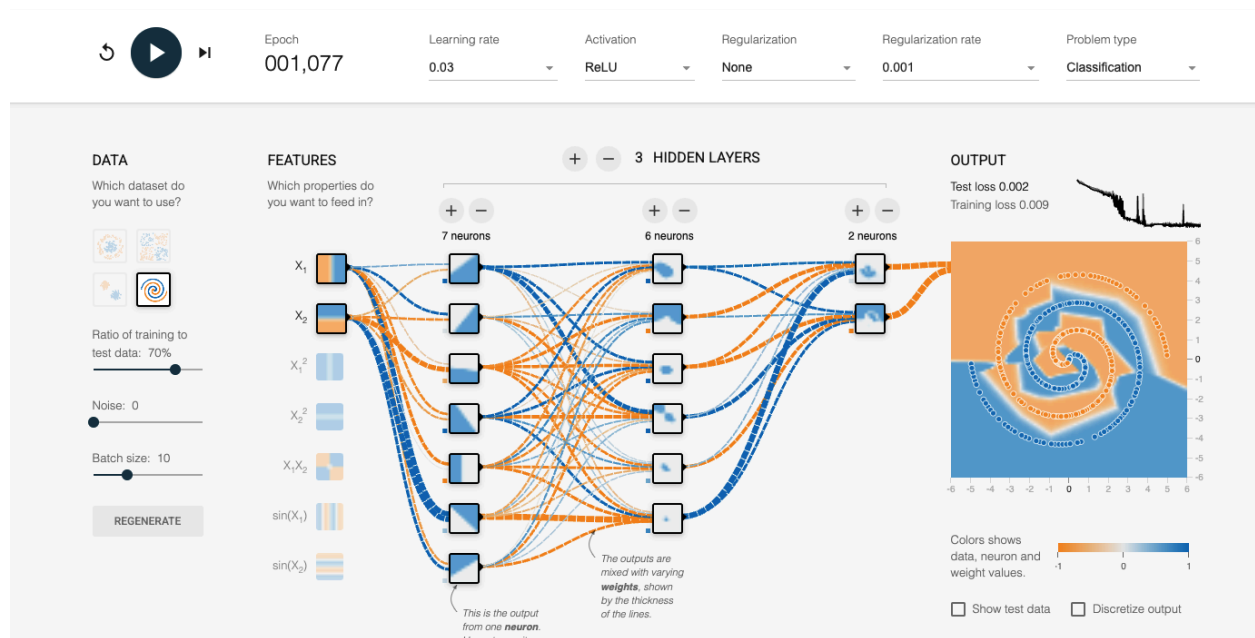 Epoch
001,077
Learning rate
0.03
Activation
ReLU
Regularization
None
Regularization rate
0.001
Problem type
Classification
DATA
Which dataset do
you want to use?
Ratio of training to
test data: 70%
Noise: 0
Batch size: 10
REGENERATE
FEATURES
Which properties do
you want to feed in?
X₁
X₂
X₁²
X₂²
X₁X₂
sin(X₁)
sin(X₂)
+ − 3 HIDDEN LAYERS
+ −
7 neurons
+ −
6 neurons
+ −
2 neurons
The outputs are
mixed with varying
weights, shown
by the thickness
of the lines.
This is the output
from one neuron.
OUTPUT
Test loss 0.002
Training loss 0.009
6
5
4
3
2
1
0
-1
-2
-3
-4
-5
-6
-6 -5 -4 -3 -2 -1 0 1 2 3 4 5 6
Colors shows
data, neuron and
weight values.
-1 0 1
Show test data
Discretize output